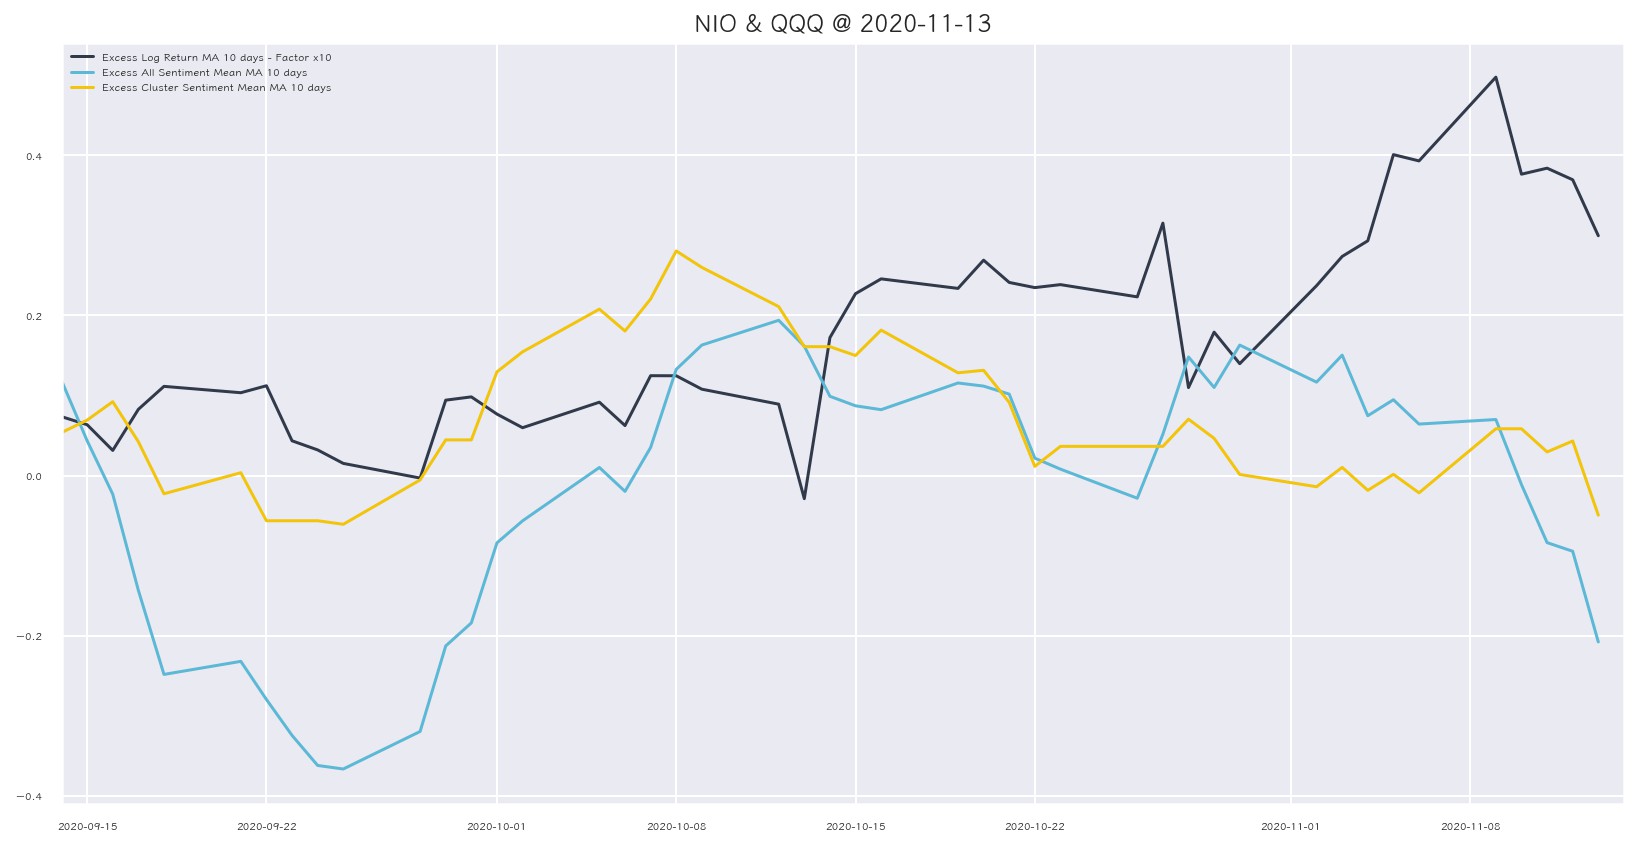 NIO & QQQ @ 2020-11-13
Excess Log Return MA 10 days - Factor x10
Excess All Sentiment Mean MA 10 days
Excess Cluster Sentiment Mean MA 10 days
0.4
0.2
0.0
−0.2
−0.4
2020-09-15 2020-09-22 2020-10-01 2020-10-08 2020-10-15 2020-10-22 2020-11-01 2020-11-08